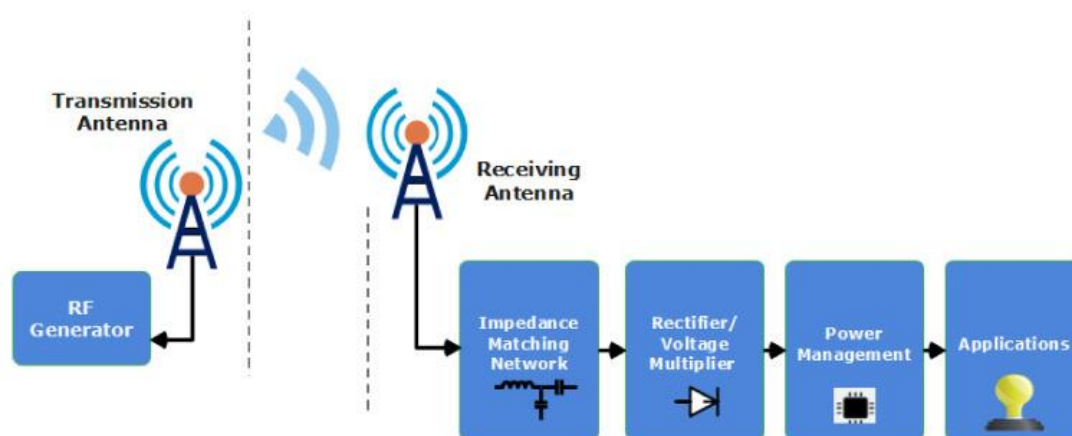 Transmission
Antenna
Receiving
Antenna
RF
Generator
Impedance
Matching
Network
Rectifier/
Voltage
Multiplier
Power
Management
Applications